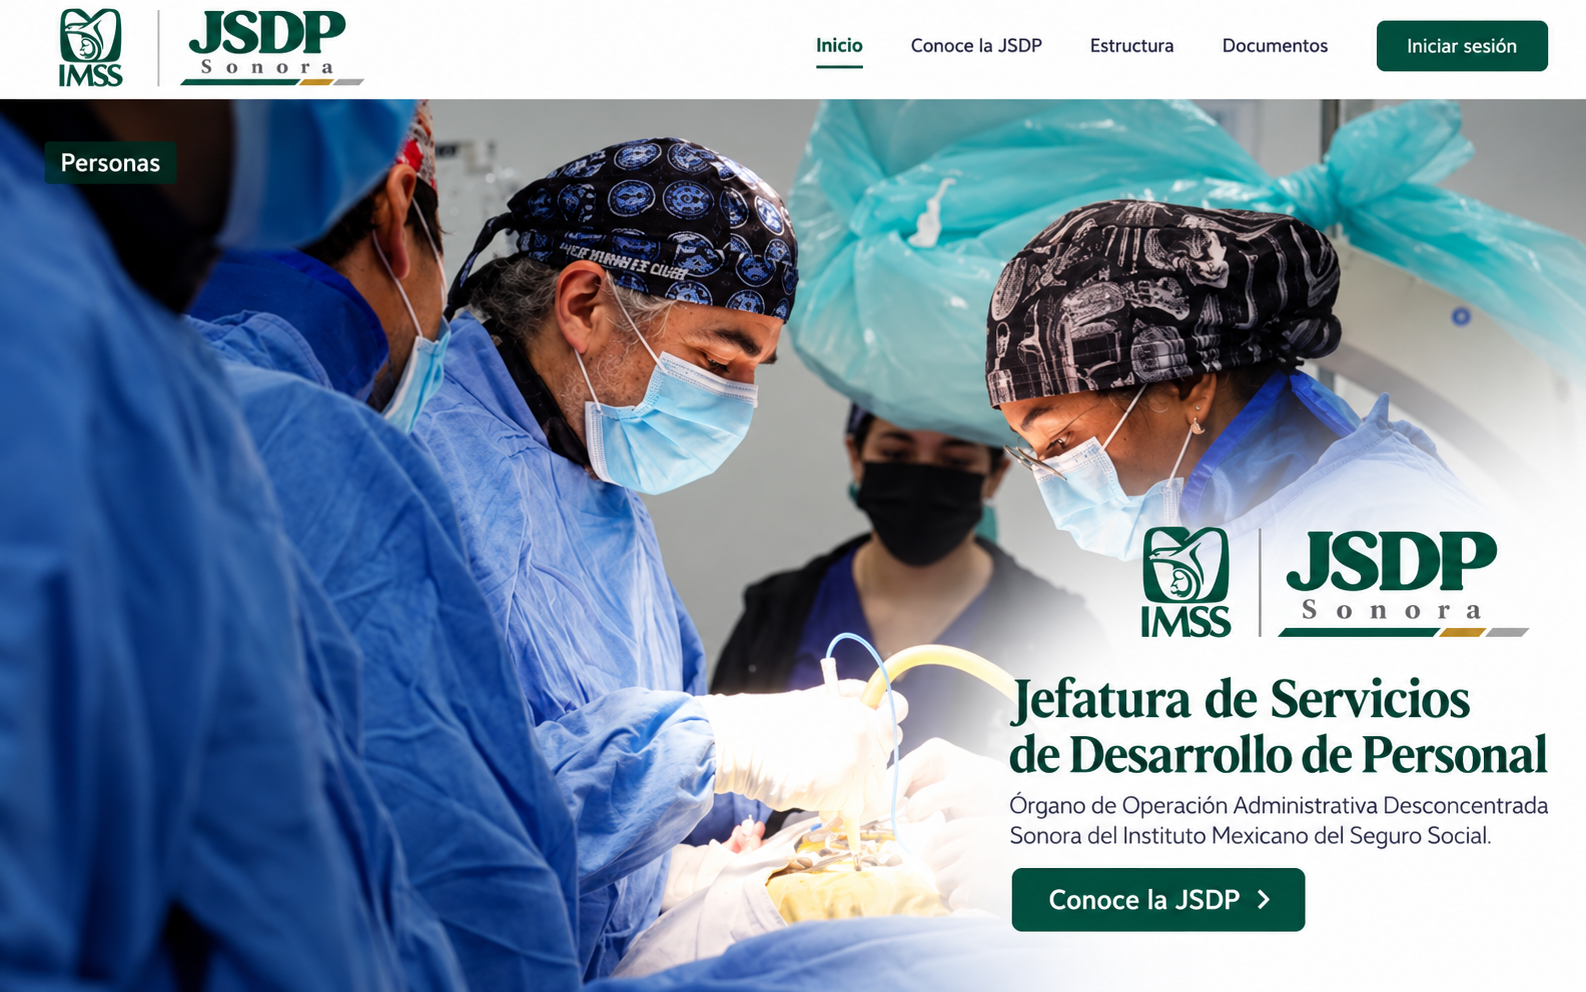 IMSS
JSDP
Sonora
Inicio
Conoce la JSDP
Estructura
Documentos
Iniciar sesión
Personas
IMSS
JSDP
Sonora
Jefatura de Servicios
de Desarrollo de Personal
Órgano de Operación Administrativa Desconcentrada
Sonora del Instituto Mexicano del Seguro Social.
Conoce la JSDP